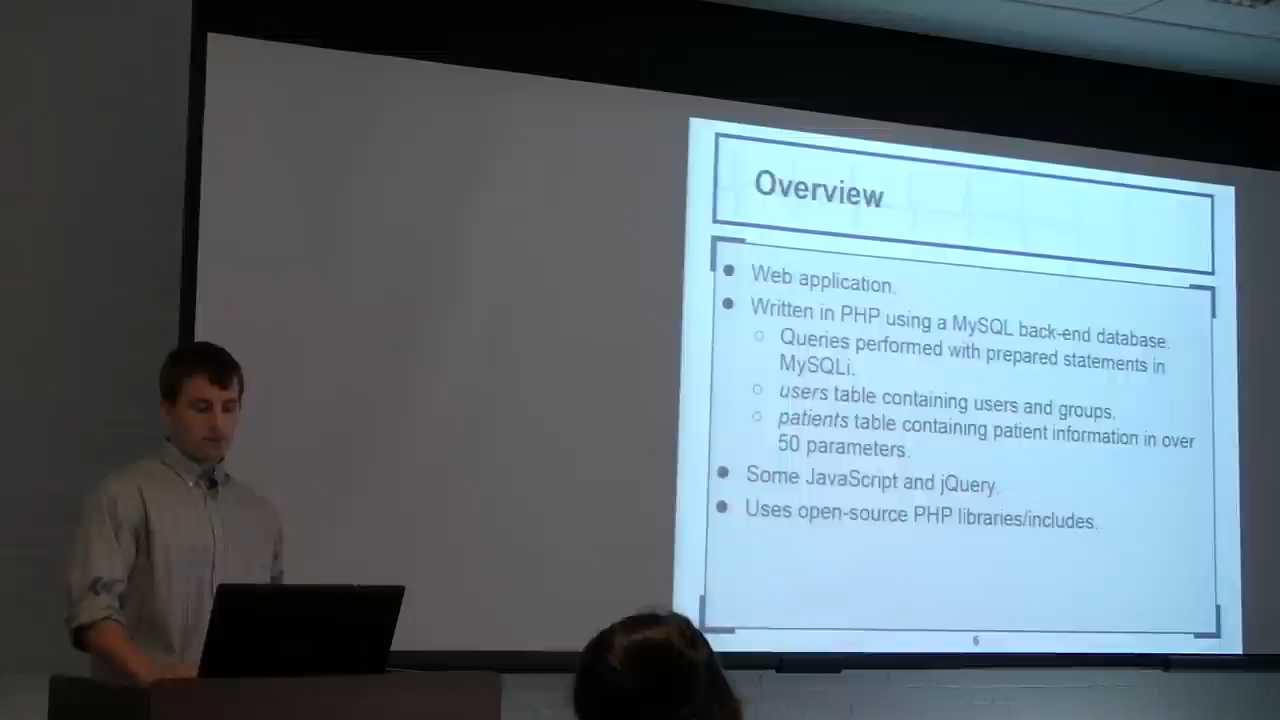 Overview
Web application.
Written in PHP using a MySQL back-end database.
Queries performed with prepared statements in
MySQLi.
users table containing users and groups.
patients table containing patient information in over
50 parameters.
Some JavaScript and jQuery.
Uses open-source PHP libraries/includes.
6